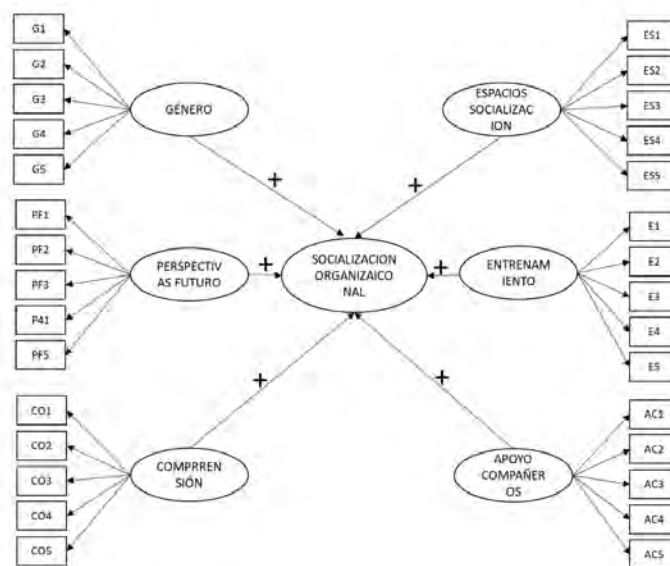 G1
G2
G3
G4
G5
GÉNERO
ESPACIOS
SOCIALIZAC
ION
ES1
ES2
ES3
ES4
ES5
+
+
PF1
PF2
PF3
P41
PF5
PERSPECTIV
AS FUTURO
+
SOCIALIZACION
ORGANIZAICO
NAL
+
ENTRENAM
IENTO
E1
E2
E3
E4
E5
+
+
CO1
CO2
CO3
CO4
CO5
COMPRREN
SIÓN
APOYO
COMPAÑER
OS
AC1
AC2
AC3
AC4
AC5